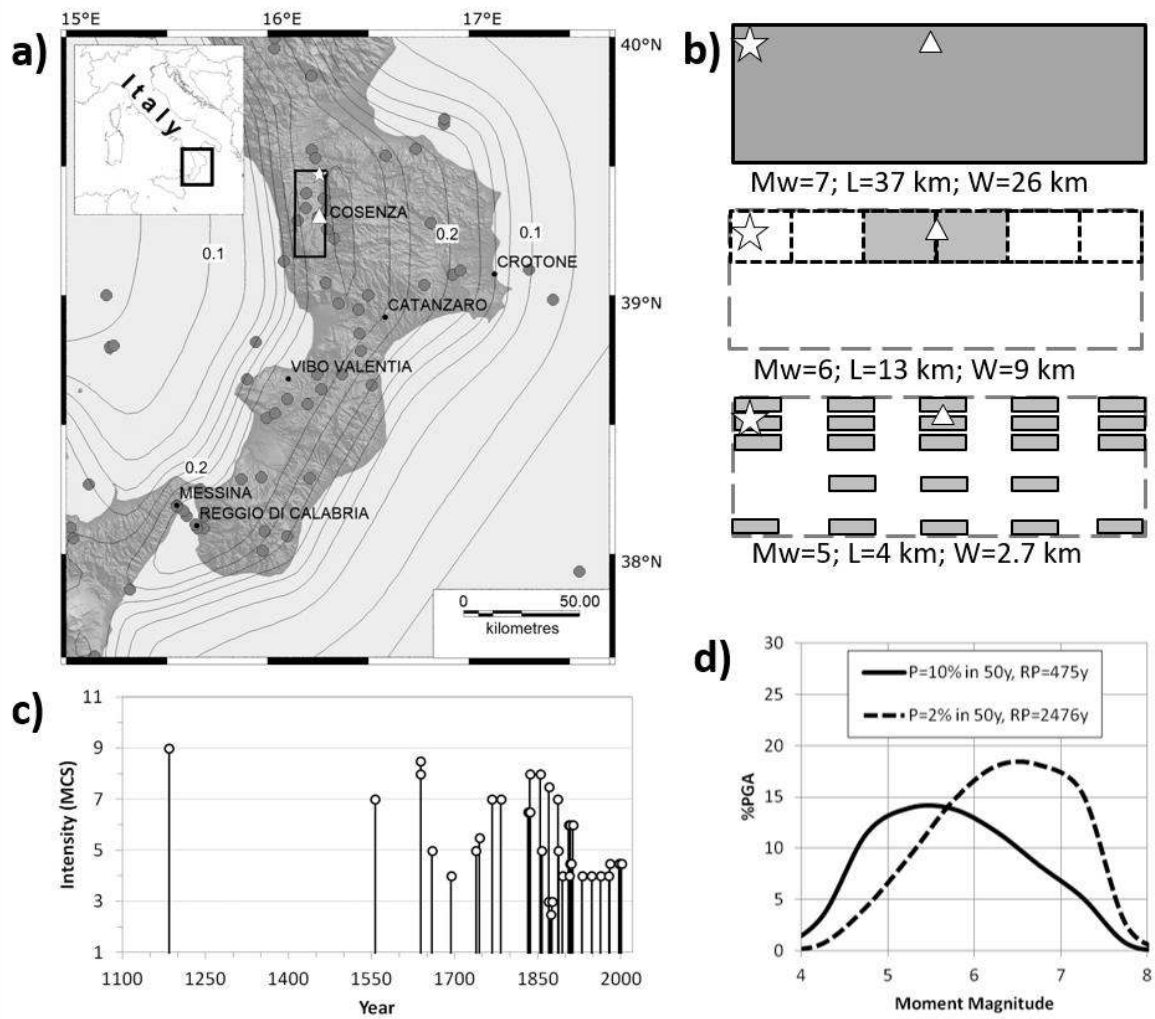 a)
15°E
16°E
17°E
40°N
Italy
0.1
COSENZA
0.2
0.1
CROTONE
39°N
CATANZARO
VIBO VALENTIA
0.2
MESSINA
REGGIO DI CALABRIA
38°N
0
50.00
kilometres
b)
Mw=7; L=37 km; W=26 km
Mw=6; L=13 km; W=9 km
Mw=5; L=4 km; W=2.7 km
c)
Intensity (MCS)
11
9
7
5
3
1
1100
1250
1400
1550
1700
1850
2000
Year
d)
%PGA
30
25
20
15
10
5
0
P=10% in 50y, RP=475y
P=2% in 50y, RP=2476y
4
5
6
7
8
Moment Magnitude